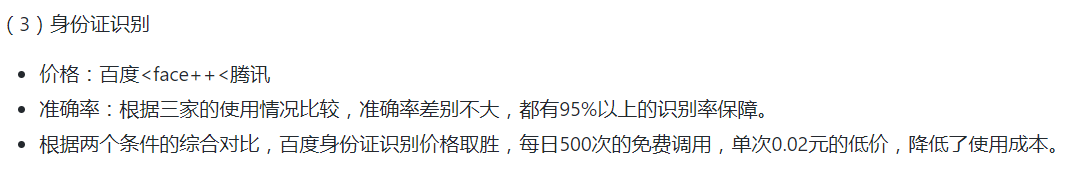 （3）身份证识别
• 价格：百度<face++<腾讯
• 准确率：根据三家的使用情况比较，准确率差别不大，都有95%以上的识别率保障。
• 根据两个条件的综合对比，百度身份证识别价格取胜，每日500次的免费调用，单次0.02元的低价，降低了使用成本。